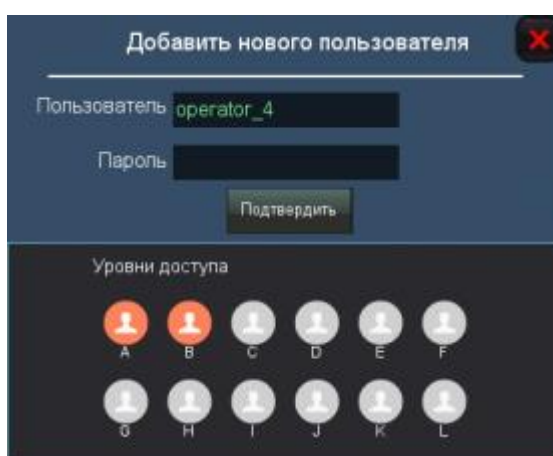 Добавить нового пользователя
Пользователь operator_4
Пароль
Подтвердить
Уровни доступа
A B C D E F
G H I J K L